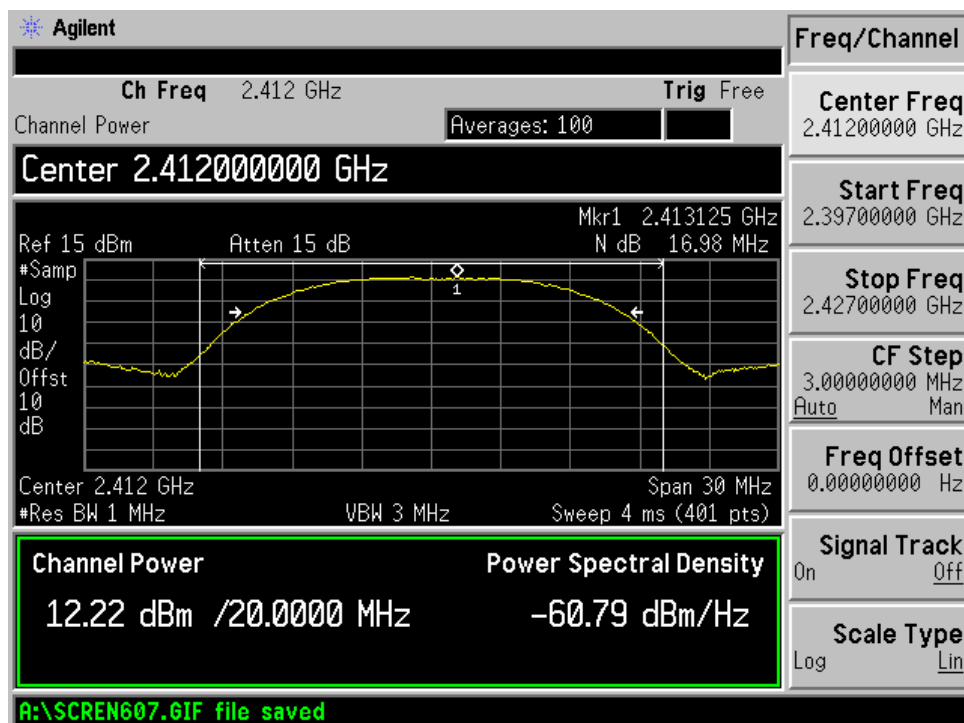 Agilent
Freq/Channel
Ch Freq 2.412 GHz Trig Free
Channel Power Averages: 100
Center 2.412000000 GHz
Mkr1 2.413125 GHz
Ref 15 dBm Atten 15 dB N dB 16.98 MHz
#Samp
Log
10
dB/
Offst
10
dB
1
Center 2.412 GHz Span 30 MHz
#Res BW 1 MHz VBW 3 MHz Sweep 4 ms (401 pts)
Channel Power Power Spectral Density
12.22 dBm /20.0000 MHz -60.79 dBm/Hz
Center Freq
2.41200000 GHz
Start Freq
2.39700000 GHz
Stop Freq
2.42700000 GHz
CF Step
3.00000000 MHz
Auto Man
Freq Offset
0.00000000 Hz
Signal Track
On Off
Scale Type
Log Lin
A:\SCREN607.GIF file saved